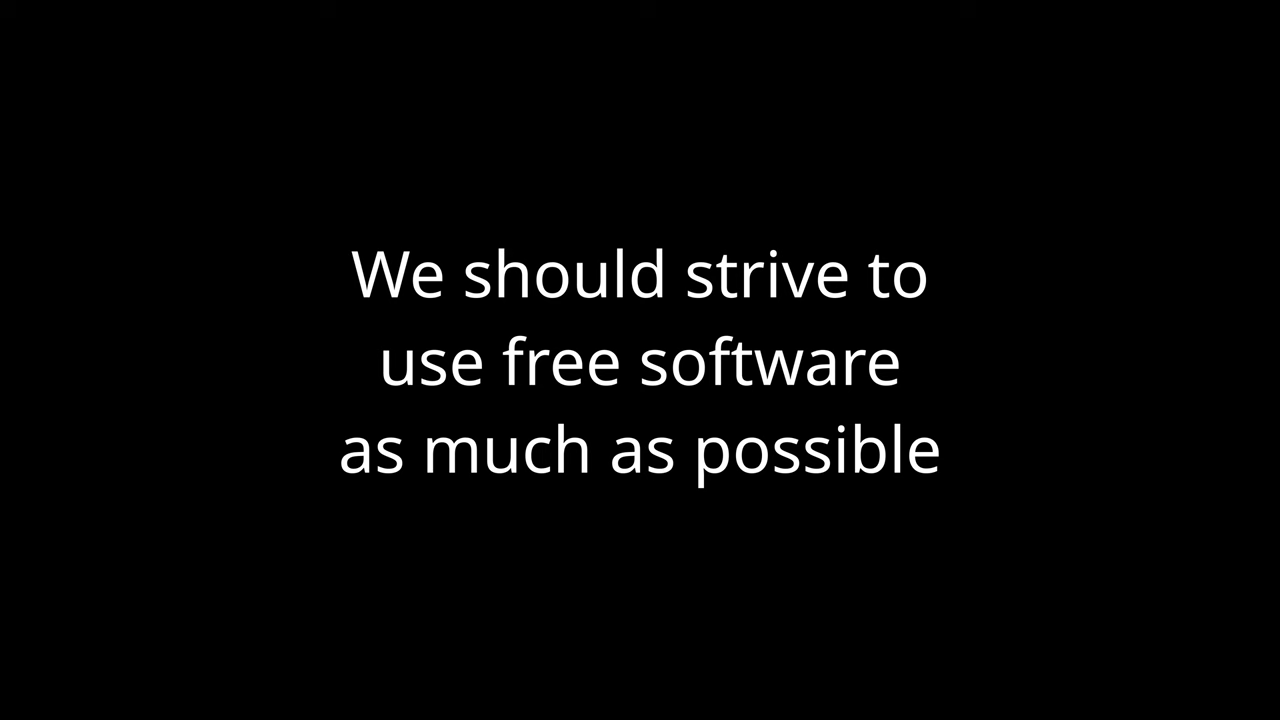 We should strive to
use free software
as much as possible